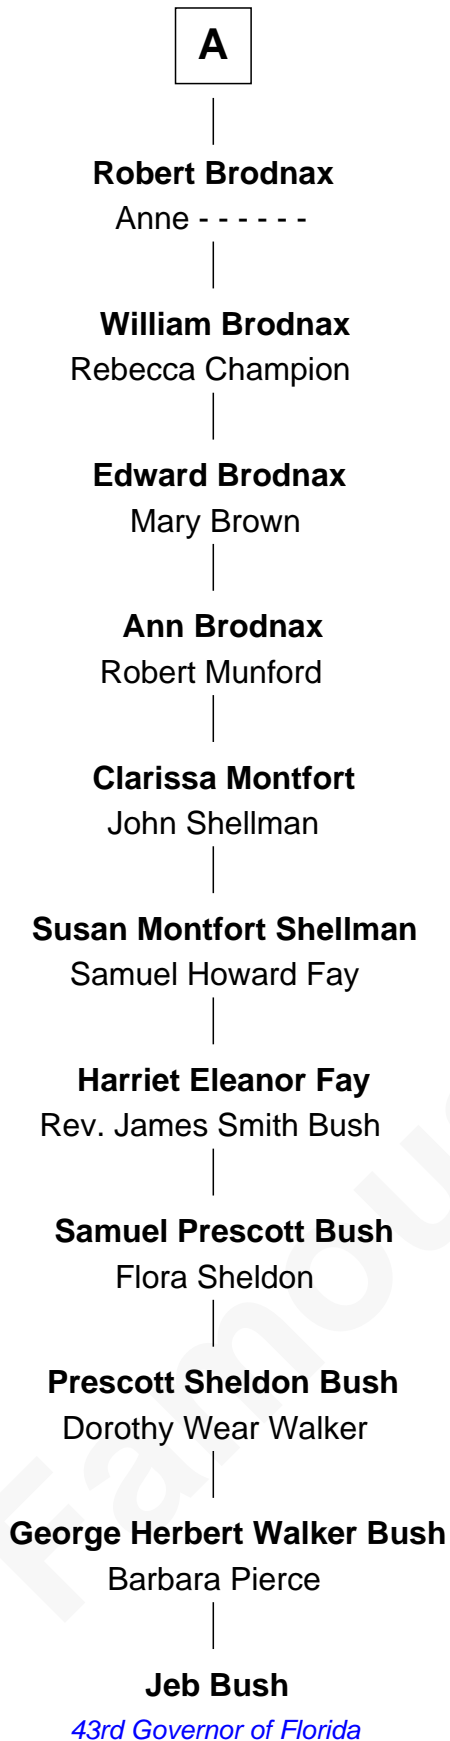 A
Robert Brodnax
Anne - - - - - -
William Brodnax
Rebecca Champion
Edward Brodnax
Mary Brown
Ann Brodnax
Robert Munford
Clarissa Montfort
John Shellman
Susan Montfort Shellman
Samuel Howard Fay
Harriet Eleanor Fay
Rev. James Smith Bush
Samuel Prescott Bush
Flora Sheldon
Prescott Sheldon Bush
Dorothy Wear Walker
George Herbert Walker Bush
Barbara Pierce
Jeb Bush
43rd Governor of Florida